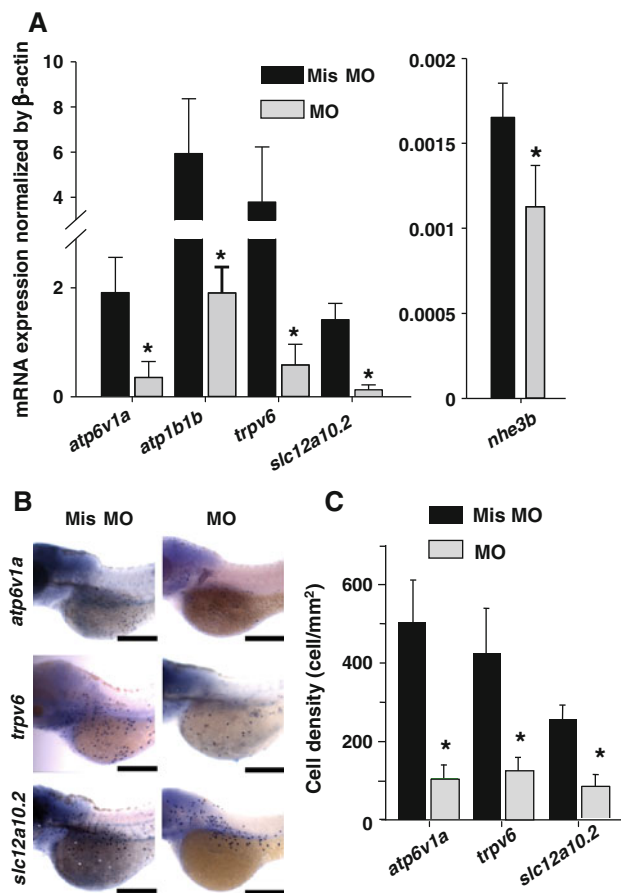 A
mRNA expression normalized by β-actin
10
8
6
4
2
0
Mis MO
MO
*
*
*
*
atp6v1a
atp1b1b
trpv6
slc12a10.2
0.002
0.0015
0.001
0.0005
0
*
nhe3b
B
Mis MO
MO
atp6v1a
trpv6
slc12a10.2
C
Mis MO
MO
Cell density (cell/mm²)
600
400
200
0
*
*
*
atp6v1a
trpv6
slc12a10.2